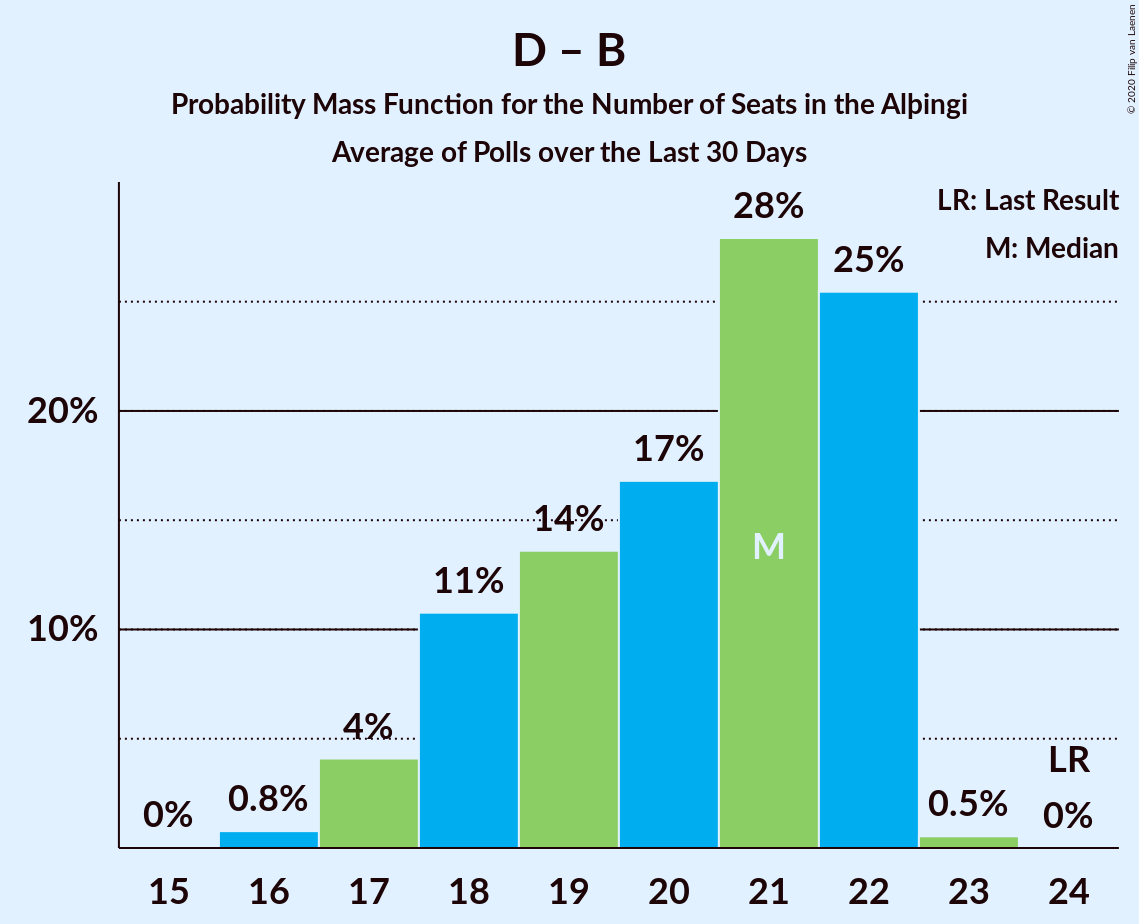 D – B
Probability Mass Function for the Number of Seats in the Alþingi
Average of Polls over the Last 30 Days
© 2020 Filip van Laenen
LR: Last Result
M: Median
20%
10%
0%
0.8%
4%
11%
14%
17%
28%
25%
0.5%
0%
M
LR
15 16 17 18 19 20 21 22 23 24